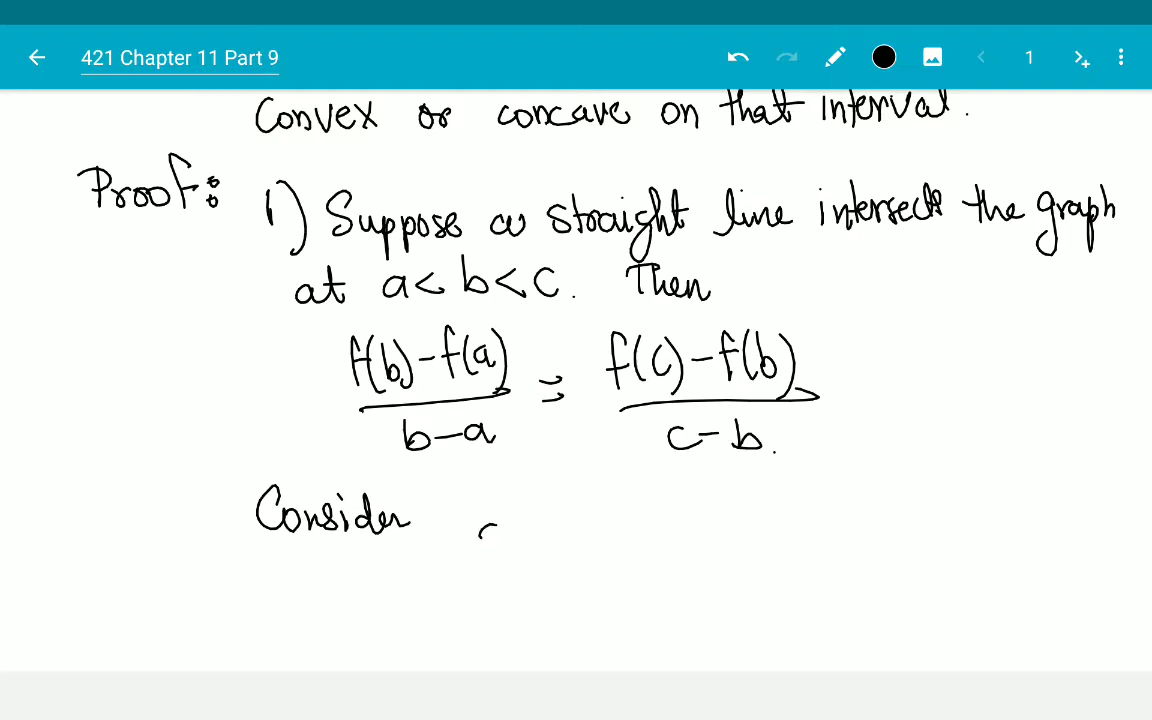 421 Chapter 11 Part 9
1
Convex or concave on that interval.
Proof:
1) Suppose a straight line intersects the graph
at a < b < c. Then
f(b)-f(a) / b-a = f(c)-f(b) / c-b.
Consider